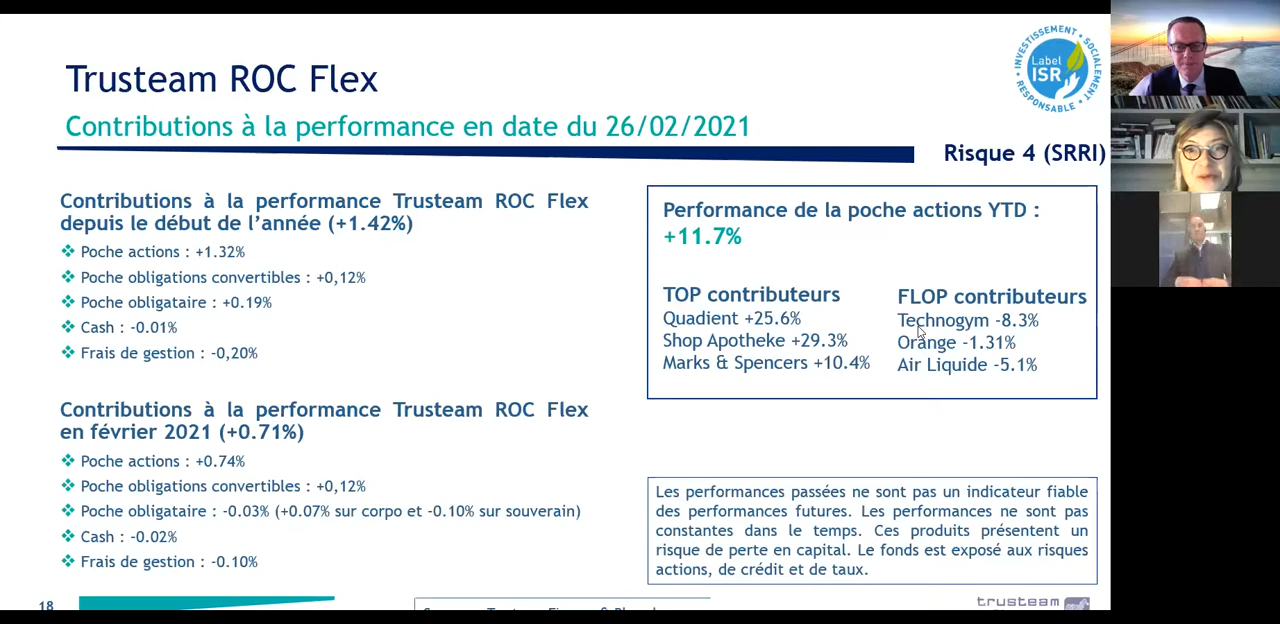 Trusteam ROC Flex
Contributions à la performance en date du 26/02/2021
INVESTISSEMENT SOCIALEMENT RESPONSABLE
Label
ISR
Risque 4 (SRRI)
Contributions à la performance Trusteam ROC Flex
depuis le début de l'année (+1.42%)
Poche actions : +1.32%
Poche obligations convertibles : +0,12%
Poche obligataire : +0.19%
Cash : -0.01%
Frais de gestion : -0,20%
Contributions à la performance Trusteam ROC Flex
en février 2021 (+0.71%)
Poche actions : +0.74%
Poche obligations convertibles : +0,12%
Poche obligataire : -0.03% (+0.07% sur corpo et -0.10% sur souverain)
Cash : -0.02%
Frais de gestion : -0.10%
Performance de la poche actions YTD :
+11.7%
TOP contributeurs
Quadient +25.6%
Shop Apotheke +29.3%
Marks & Spencers +10.4%
FLOP contributeurs
Technogym -8.3%
Orange -1.31%
Air Liquide -5.1%
Les performances passées ne sont pas un indicateur fiable
des performances futures. Les performances ne sont pas
constantes dans le temps. Ces produits présentent un
risque de perte en capital. Le fonds est exposé aux risques
actions, de crédit et de taux.
18
trusteam